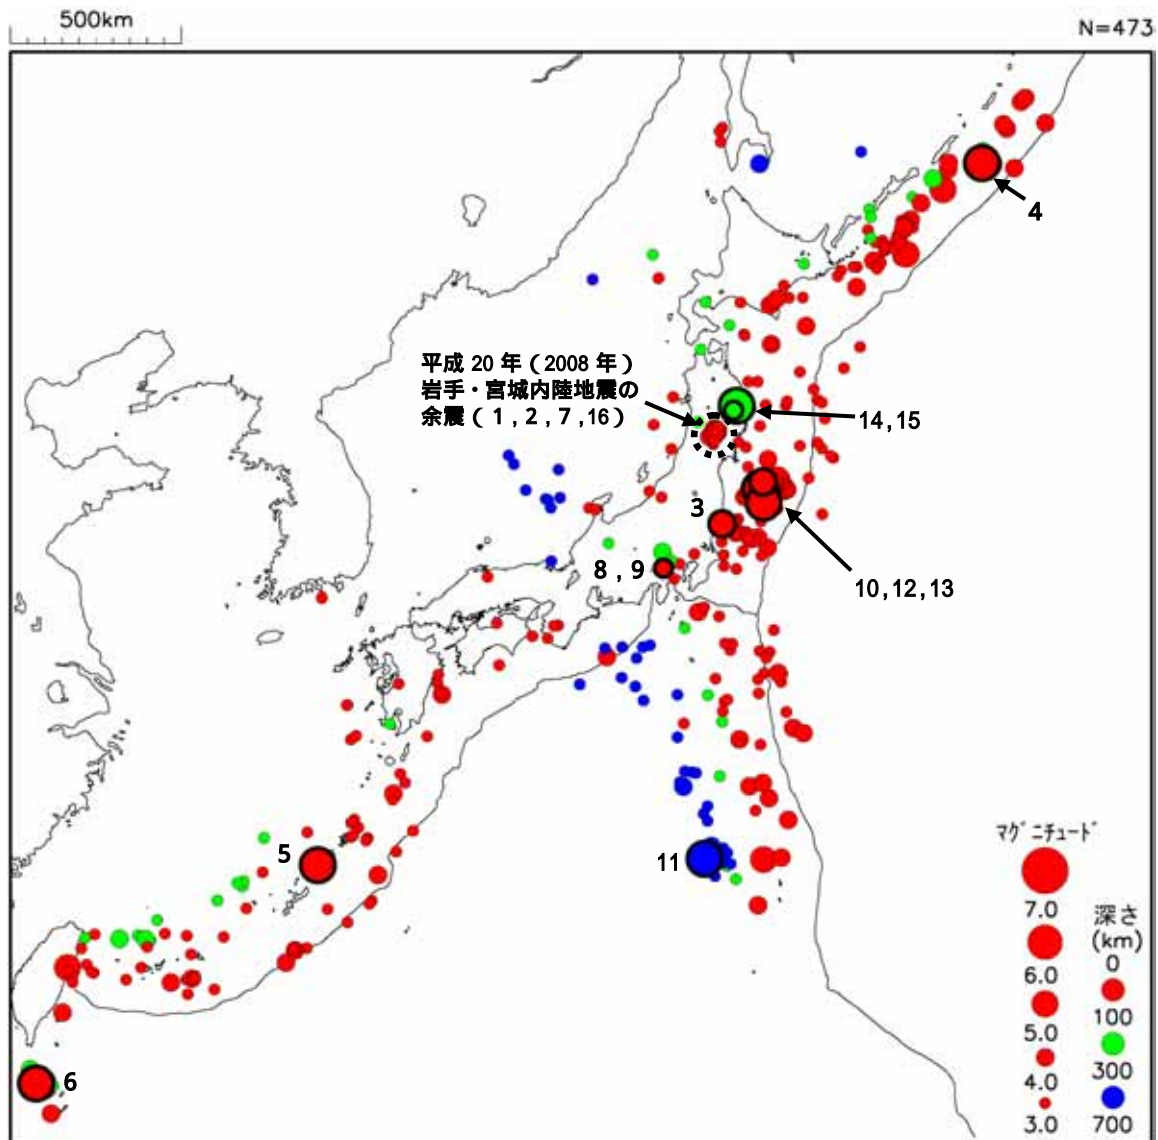 500km
N=473
4
平成 20 年（2008 年）
岩手・宮城内陸地震の
余震（1，2，7，16）
14,15
3
8，9
10,12,13
5
11
6
ﾏｸﾞﾆﾁｭｰﾄﾞ
7.0
6.0
5.0
4.0
3.0
深さ
(km)
0
100
300
700